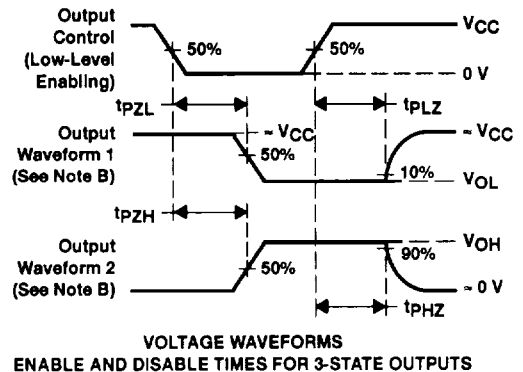 Output
Control
(Low-Level
Enabling)
50%
50%
VCC
0 V
tPZL
tPLZ
Output
Waveform 1
(See Note B)
≈ VCC
50%
≈ VCC
10%
VOL
tPZH
Output
Waveform 2
(See Note B)
50%
VOH
90%
≈ 0 V
tPHZ
VOLTAGE WAVEFORMS
ENABLE AND DISABLE TIMES FOR 3-STATE OUTPUTS